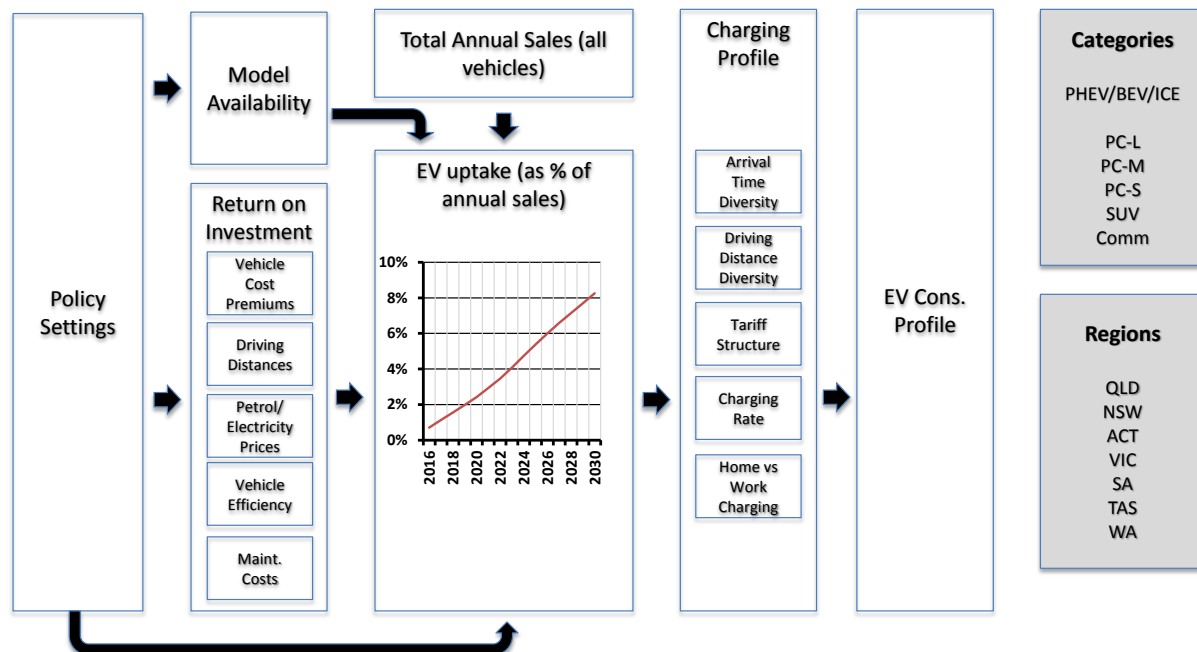 Policy
Settings
Model
Availability
Return on
Investment
Vehicle
Cost
Premiums
Driving
Distances
Petrol/
Electricity
Prices
Vehicle
Efficiency
Maint.
Costs
Total Annual Sales (all
vehicles)
EV uptake (as % of
annual sales)
10%
8%
6%
4%
2%
0%
2016
2018
2020
2022
2024
2026
2028
2030
Charging
Profile
Arrival
Time
Diversity
Driving
Distance
Diversity
Tariff
Structure
Charging
Rate
Home vs
Work
Charging
EV Cons.
Profile
Categories
PHEV/BEV/ICE
PC-L
PC-M
PC-S
SUV
Comm
Regions
QLD
NSW
ACT
VIC
SA
TAS
WA